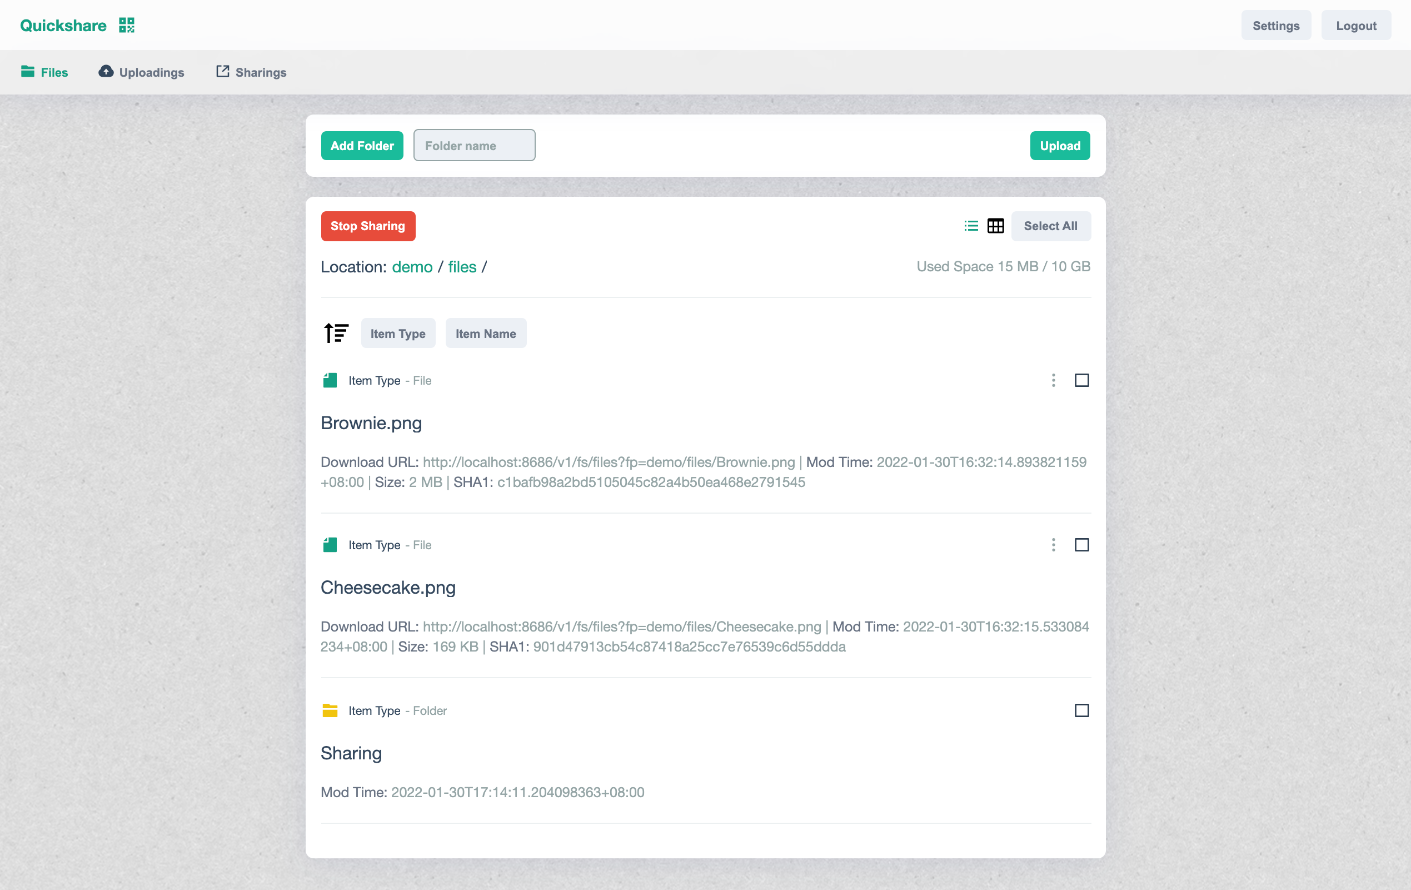 Quickshare
Settings
Logout
Files
Uploadings
Sharings
Add Folder
Folder name
Upload
Stop Sharing
Select All
Location: demo / files /
Used Space 15 MB / 10 GB
Item Type
Item Name
Item Type - File
Brownie.png
Download URL: http://localhost:8686/v1/fs/files?fp=demo/files/Brownie.png | Mod Time: 2022-01-30T16:32:14.893821159
+08:00 | Size: 2 MB | SHA1: c1bafb98a2bd5105045c82a4b50ea468e2791545
Item Type - File
Cheesecake.png
Download URL: http://localhost:8686/v1/fs/files?fp=demo/files/Cheesecake.png | Mod Time: 2022-01-30T16:32:15.533084
234+08:00 | Size: 169 KB | SHA1: 901d47913cb54c87418a25cc7e76539c6d55ddda
Item Type - Folder
Sharing
Mod Time: 2022-01-30T17:14:11.204098363+08:00